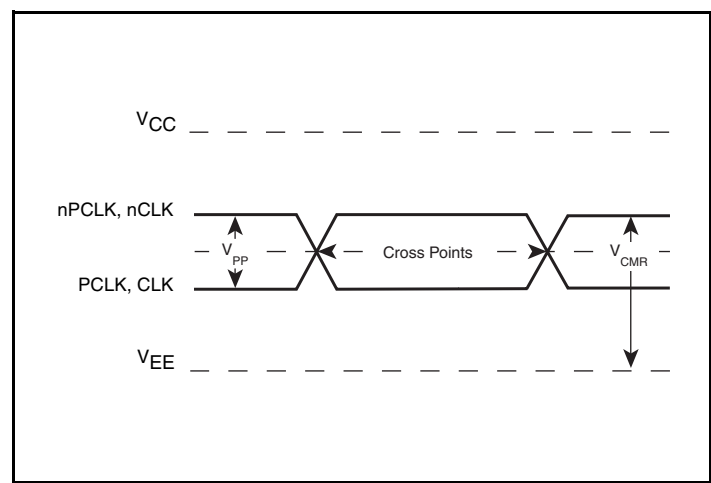 VCC
nPCLK, nCLK
VPP
Cross Points
VCMR
PCLK, CLK
VEE